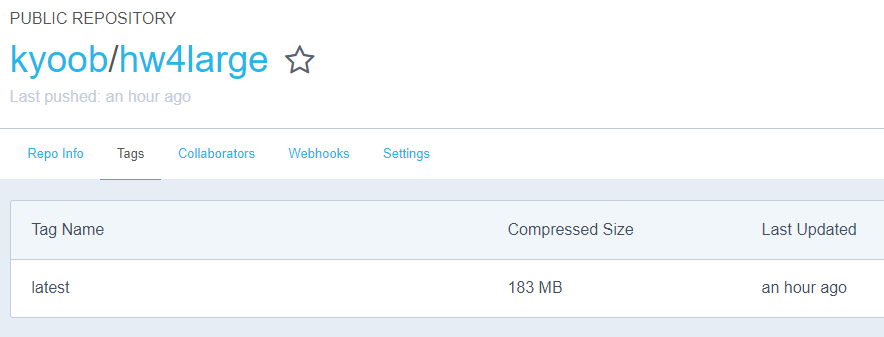 PUBLIC REPOSITORY
kyoob/hw4large
Last pushed: an hour ago
Repo Info Tags Collaborators Webhooks Settings
Tag Name Compressed Size Last Updated
latest 183 MB an hour ago